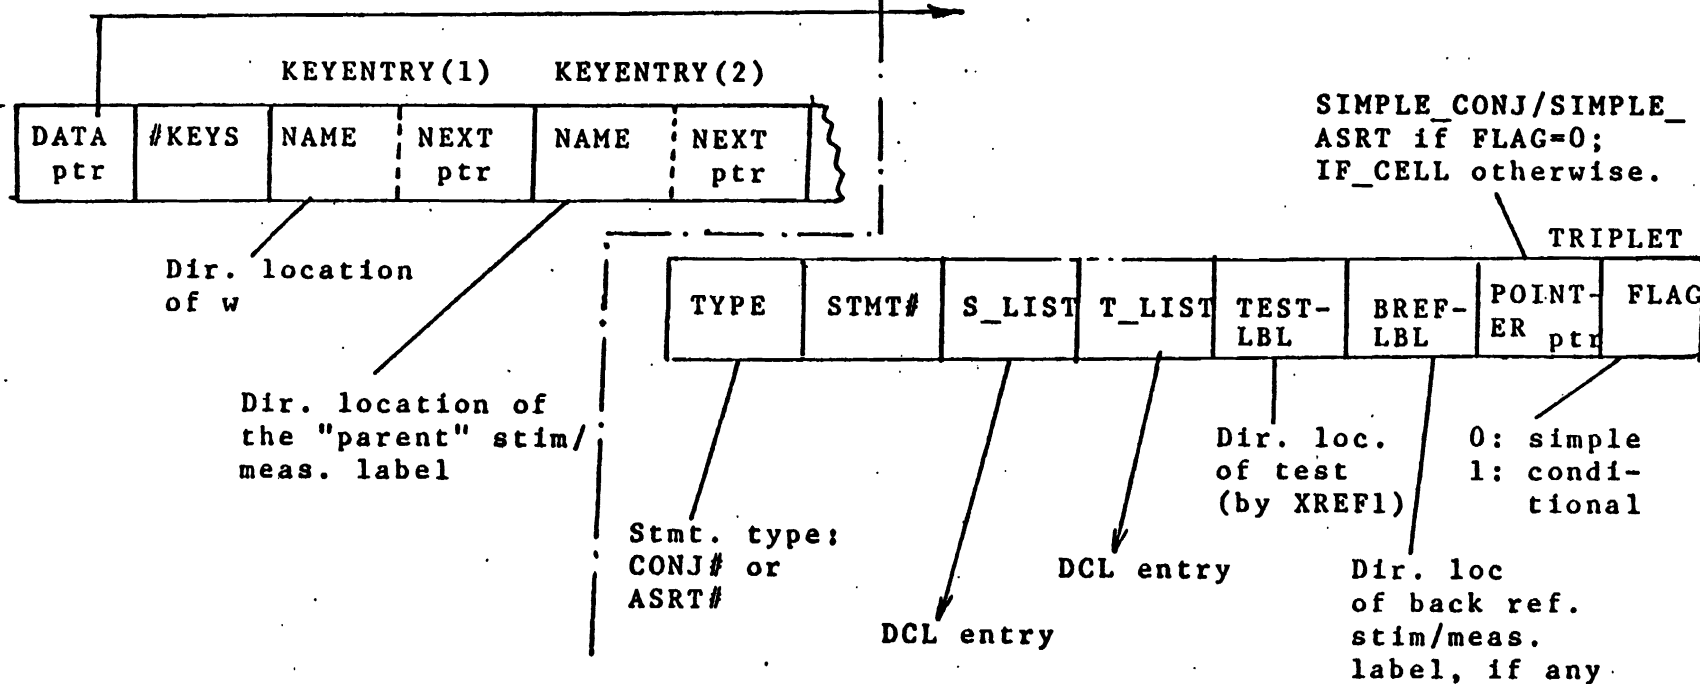 KEYENTRY(1) KEYENTRY(2)
DATA ptr #KEYS NAME NEXT ptr NAME NEXT ptr
Dir. location
of w
Dir. location of
the "parent" stim/
meas. label
SIMPLE_CONJ/SIMPLE_
ASRT if FLAG=0;
IF_CELL otherwise.
TRIPLET
TYPE STMT# S_LIST T_LIST TEST-
LBL BREF-
LBL POINT-
ER ptr FLAG
Stmt. type:
CONJ# or
ASRT#
DCL entry
DCL entry
Dir. loc.
of test
(by XREF1)
Dir. loc
of back ref.
stim/meas.
label, if any
0: simple
1: condi-
tional